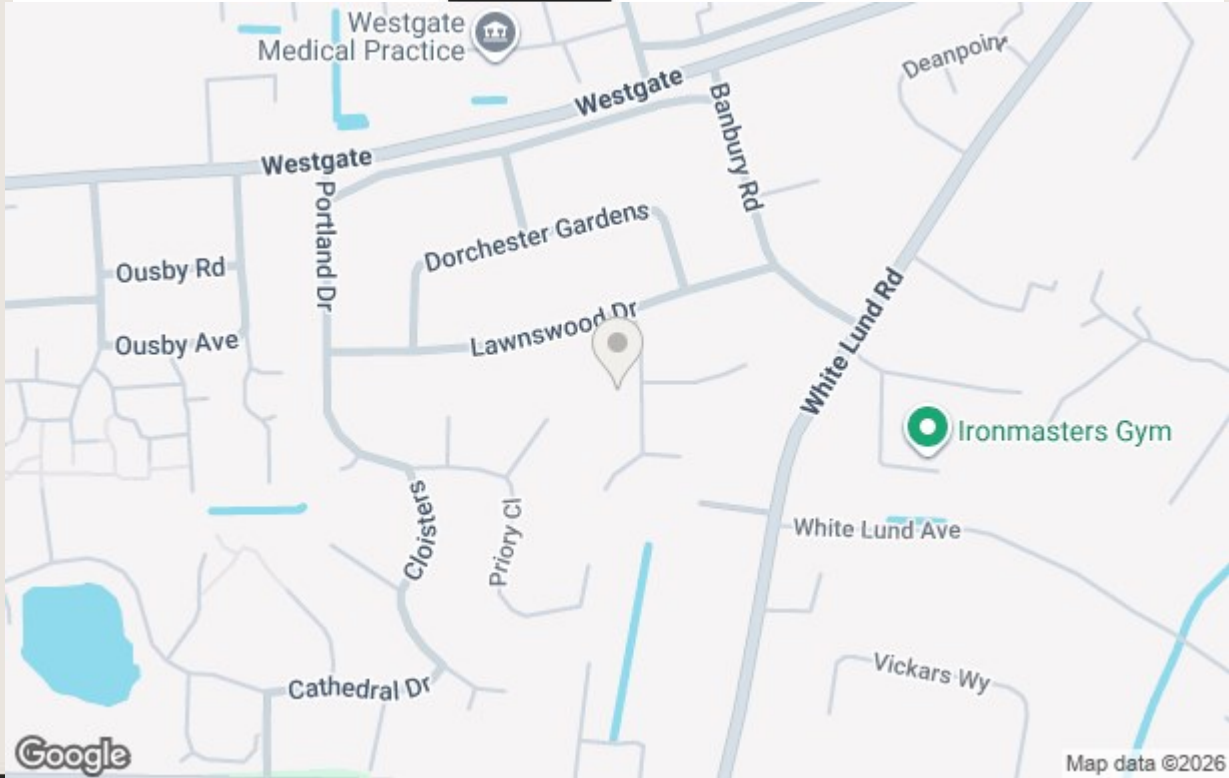 Westgate
Medical Practice
Deanpoint
Westgate
Banbury Rd
Westgate
Portland Dr
Dorchester Gardens
Ousby Rd
White Lund Rd
Lawnswood Dr
Ousby Ave
Ironmasters Gym
Cloisters
Priory Cl
White Lund Ave
Vickars Wy
Cathedral Dr
Google
Map data ©2026